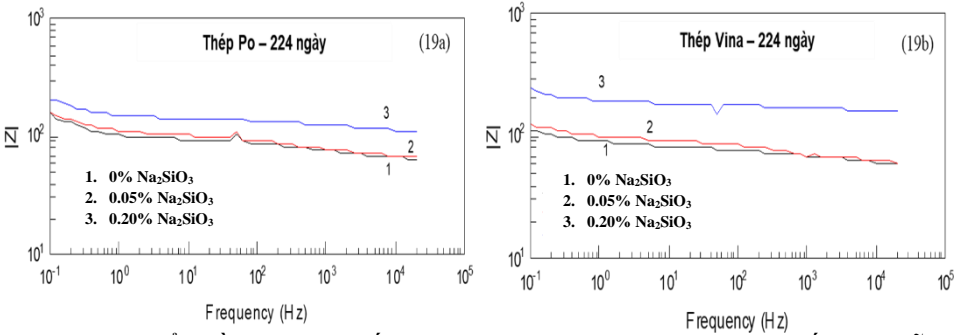 Thép Po – 224 ngày
(19a)
10³
10²
10¹
|Z|
3
2
1
1. 0% Na₂SiO₃
2. 0.05% Na₂SiO₃
3. 0.20% Na₂SiO₃
10⁻¹ 10⁰ 10¹ 10² 10³ 10⁴ 10⁵
Frequency (Hz)
Thép Vina – 224 ngày
(19b)
10³
10²
10¹
|Z|
3
2
1
1. 0% Na₂SiO₃
2. 0.05% Na₂SiO₃
3. 0.20% Na₂SiO₃
10⁻¹ 10⁰ 10¹ 10² 10³ 10⁴ 10⁵
Frequency (Hz)